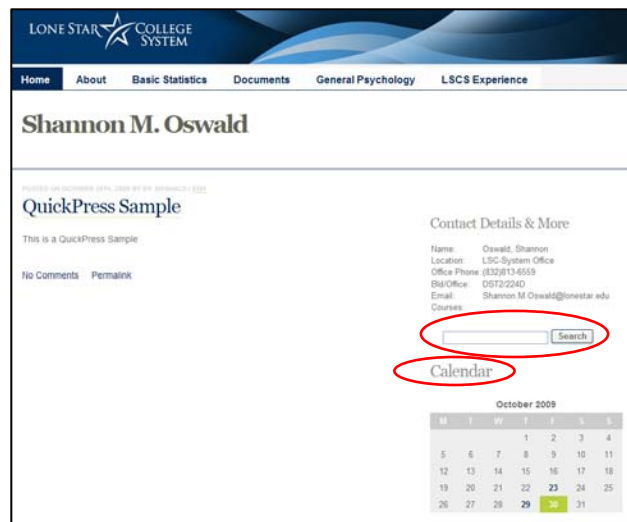 LONE STAR COLLEGE
SYSTEM
Home About Basic Statistics Documents General Psychology LSCS Experience
Shannon M. Oswald
POSTED ON OCTOBER
QuickPress Sample
This is a QuickPress Sample
No Comments Permalink
Contact Details & More
Name: Oswald, Shannon
Location: LSC-System Office
Office Phone: (832)813-6559
Bld/Office: DST2/224D
Email: Shannon.M.Oswald@lonestar.edu
Courses:
Search
Calendar
October 2009
M T W T F S S
1 2 3 4
5 6 7 8 9 10 11
12 13 14 15 16 17 18
19 20 21 22 23 24 25
26 27 28 29 30 31